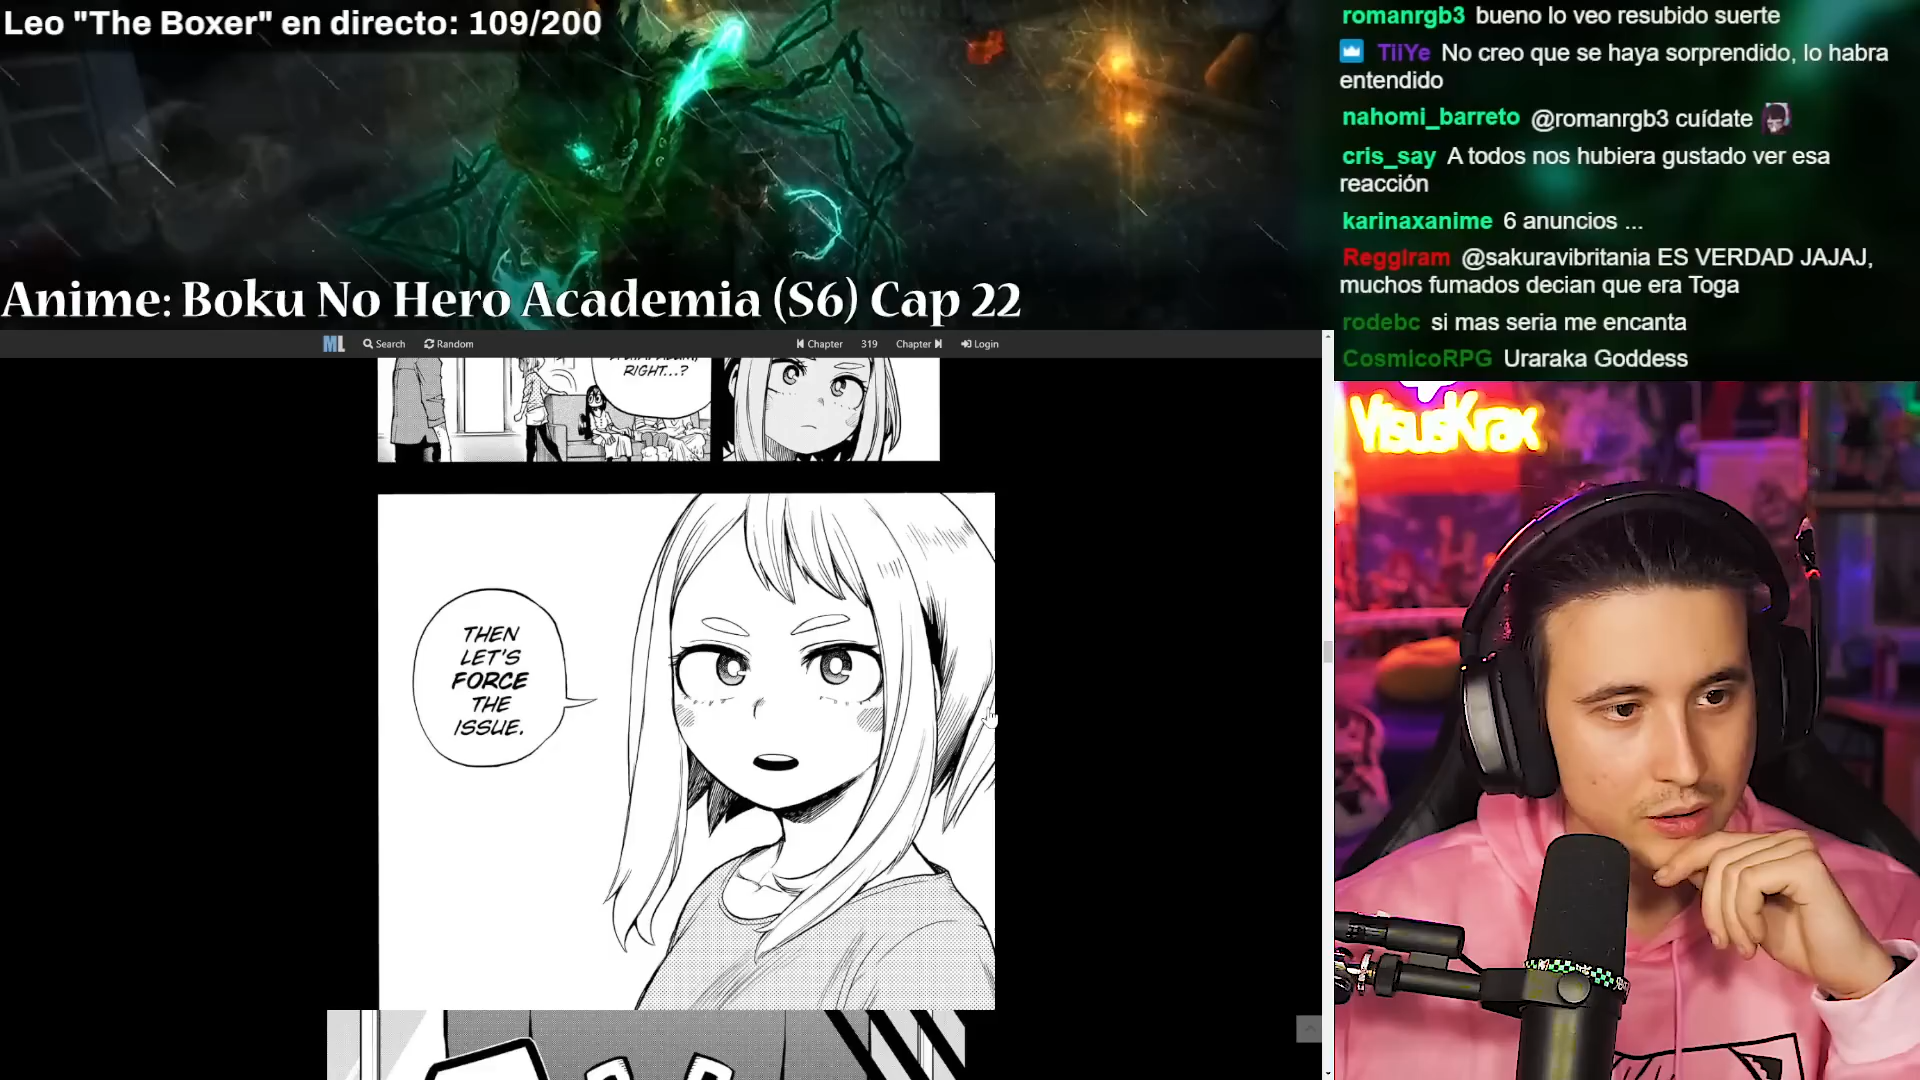 Leo "The Boxer" en directo: 109/200
Anime: Boku No Hero Academia (S6) Cap 22
ML Search Random Chapter 319 Chapter Login
RIGHT...?
THEN
LET'S
FORCE
THE
ISSUE.
romanrgb3 bueno lo veo resubido suerte
TiiYe No creo que se haya sorprendido, lo habra
entendido
nahomi_barreto @romanrgb3 cuídate
cris_say A todos nos hubiera gustado ver esa
reacción
karinaxanime 6 anuncios ...
ReggIram @sakuravibritania ES VERDAD JAJAJ,
muchos fumados decian que era Toga
rodebc si mas seria me encanta
CosmicoRPG Uraraka Goddess
VisusKrax